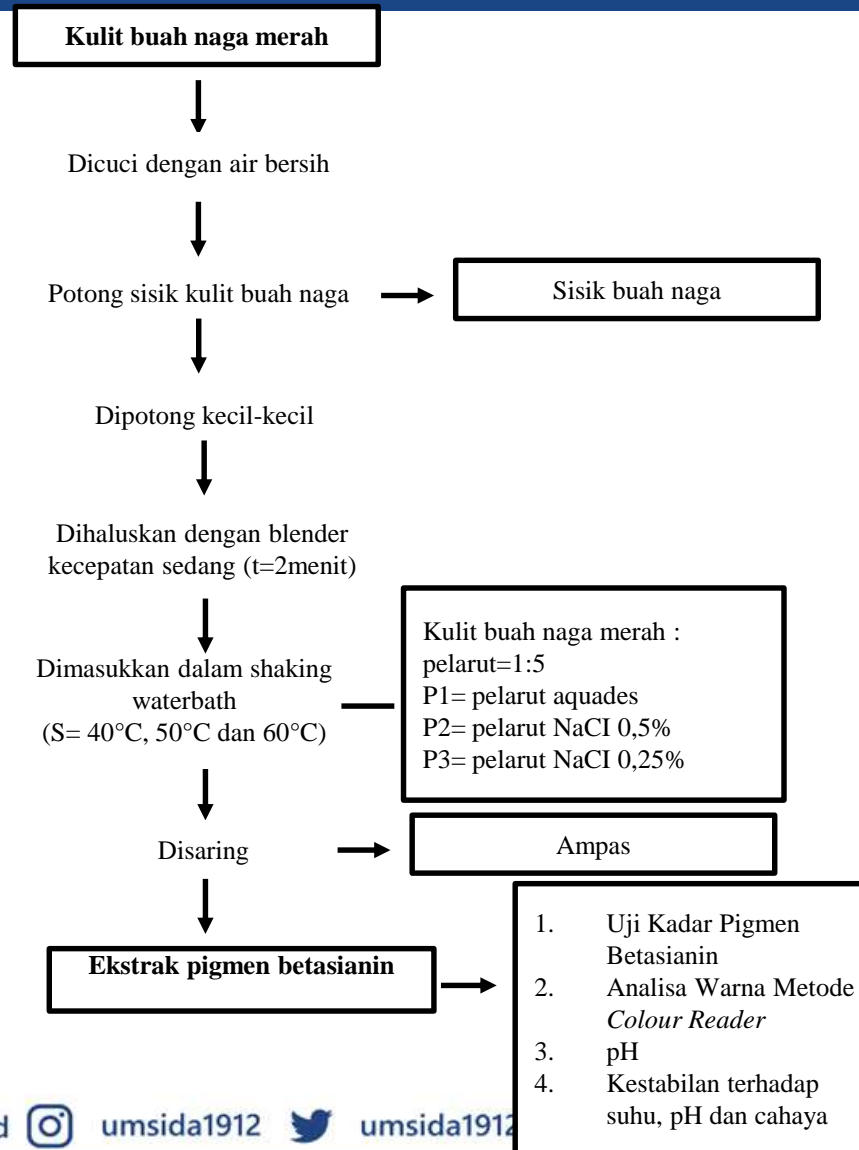 Kulit buah naga merah
Dicuci dengan air bersih
Potong sisik kulit buah naga
Sisik buah naga
Dipotong kecil-kecil
Dihaluskan dengan blender
kecepatan sedang (t=2menit)
Dimasukkan dalam shaking
waterbath
(S= 40°C, 50°C dan 60°C)
Kulit buah naga merah :
pelarut=1:5
P1= pelarut aquades
P2= pelarut NaCI 0,5%
P3= pelarut NaCI 0,25%
Disaring
Ampas
Ekstrak pigmen betasianin
1. Uji Kadar Pigmen
Betasianin
2. Analisa Warna Metode
Colour Reader
3. pH
4. Kestabilan terhadap
suhu, pH dan cahaya
d umsida1912 umsida1912